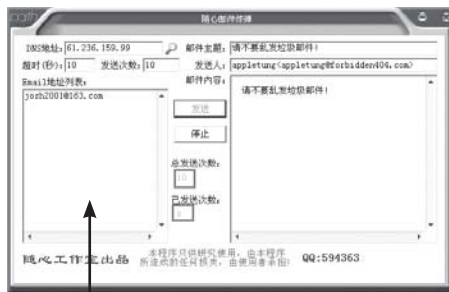 随心邮件炸弹
DNS地址: 61.236.159.99
邮件主题: 请不要乱发垃圾邮件!
超时(秒): 10 发送次数: 10
发送人: appletung<appletung@forbidden404.com>
Email地址列表:
josh2001@163.com
邮件内容:
请不要乱发垃圾邮件!
发送
停止
总发送次数:
10
已发送次数:
随心工作室出品
本程序只供研究使用,由本程序
所造成的任何损失,由使用者承担!
QQ:594363